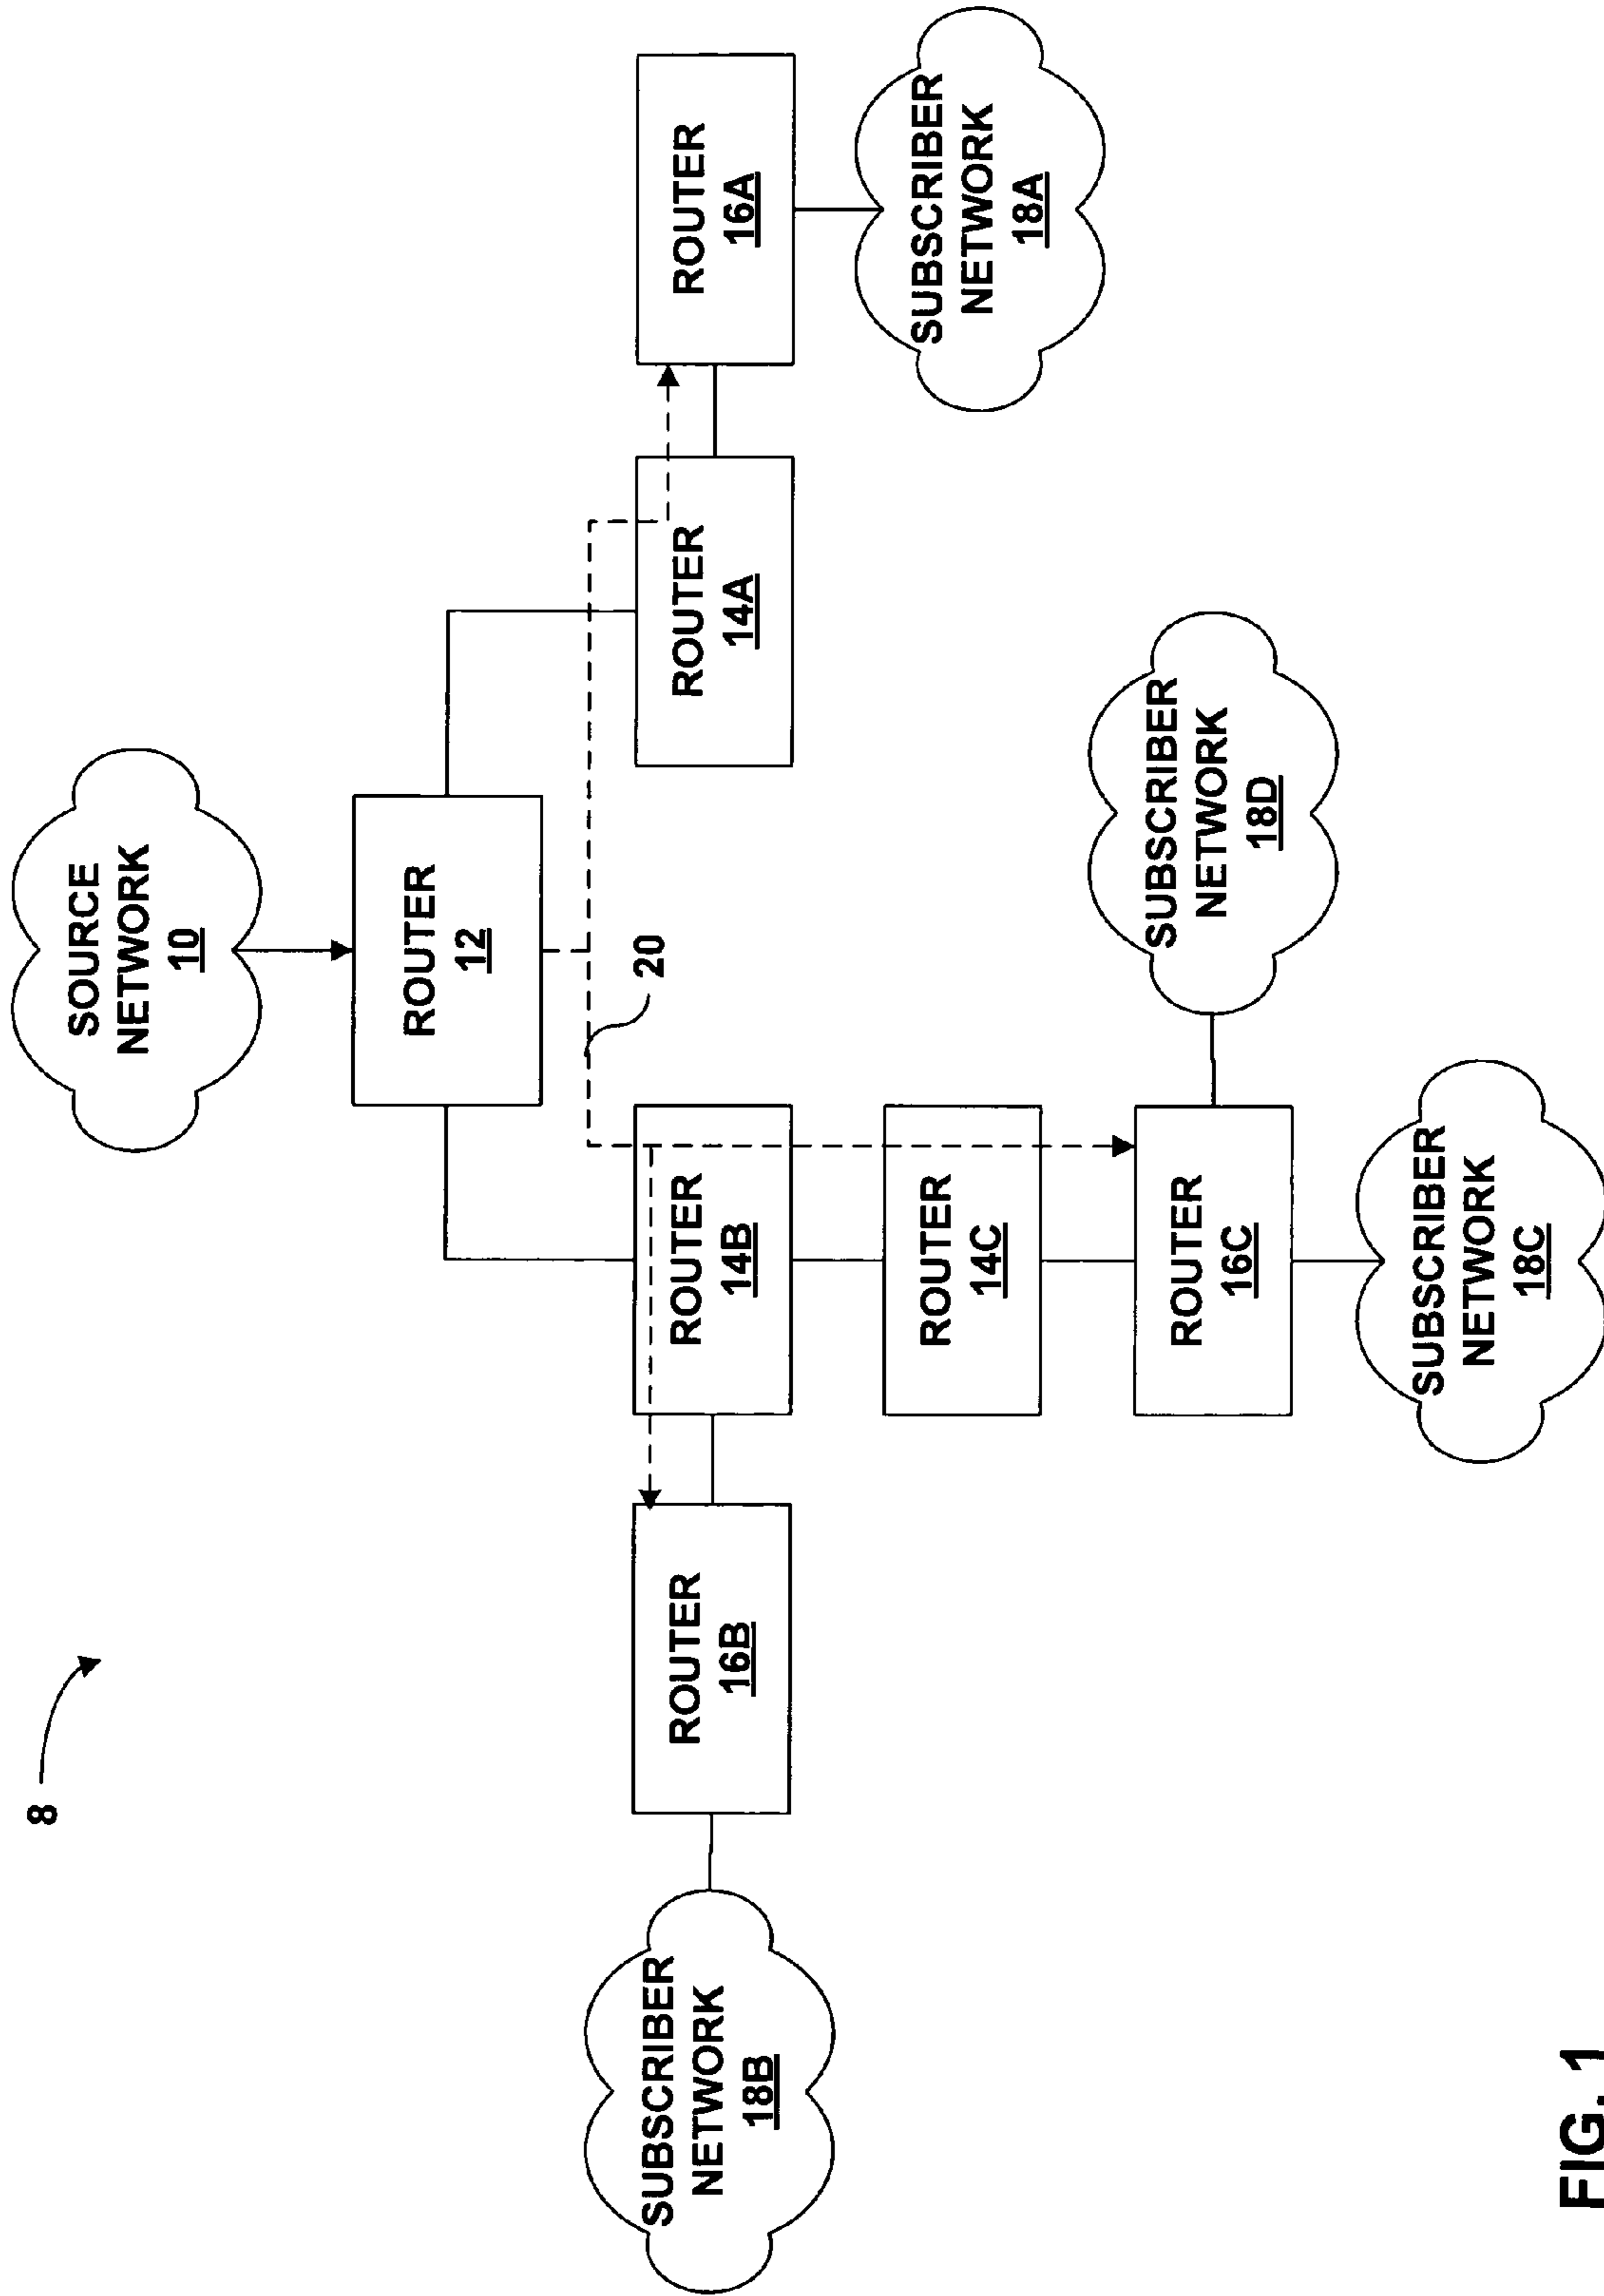 8
SOURCE
NETWORK
10
ROUTER
12
20
SUBSCRIBER
NETWORK
18B
ROUTER
16B
ROUTER
14B
ROUTER
14A
ROUTER
16A
ROUTER
14C
SUBSCRIBER
NETWORK
18A
ROUTER
16C
SUBSCRIBER
NETWORK
18D
SUBSCRIBER
NETWORK
18C
FIG. 1